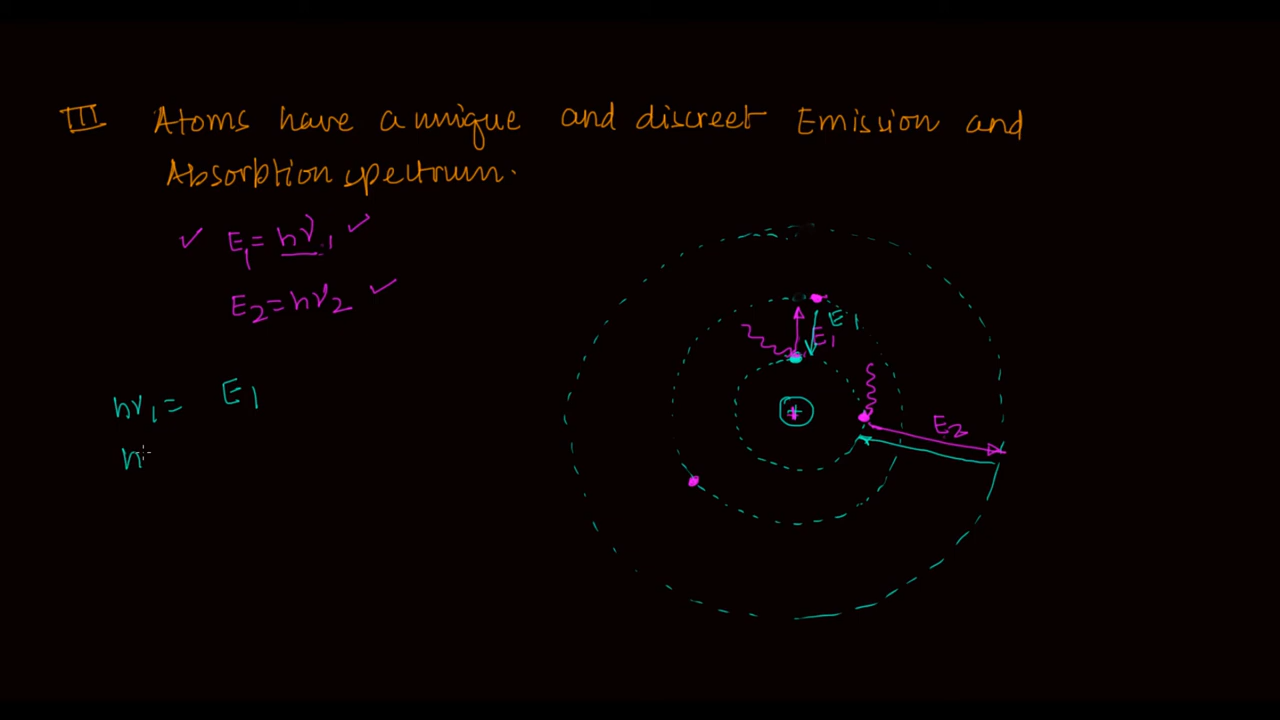 III Atoms have a unique and discreet Emission and
Absorbtion spectrum.
✓ E₁ = hν₁ ✓
E₂ = hν₂ ✓
hν₁ = E₁
h
E₁
E₁
+
E₂